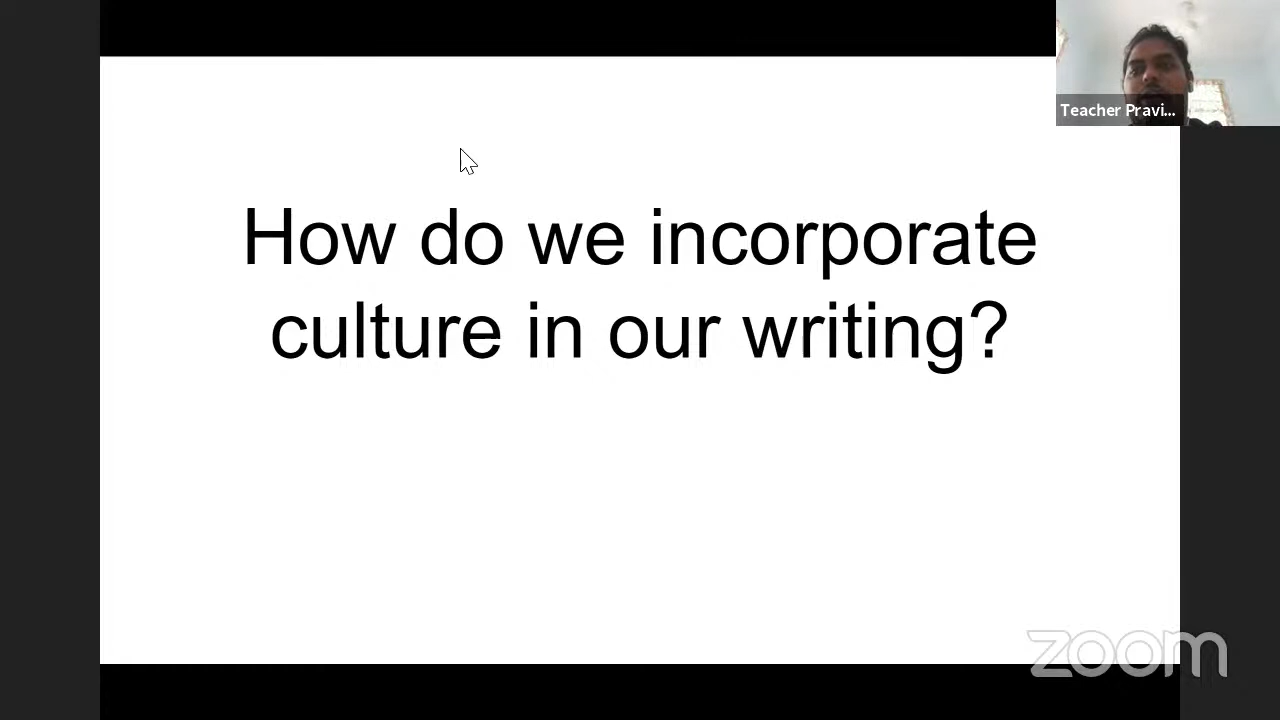 Teacher Pravi...
How do we incorporate
culture in our writing?
zoom